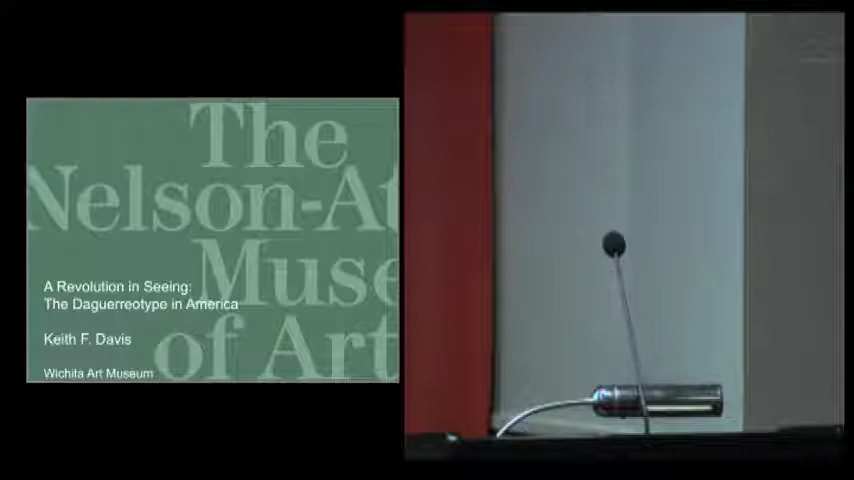 The
Nelson-At
Muse
of Art
A Revolution in Seeing:
The Daguerreotype in America
Keith F. Davis
Wichita Art Museum